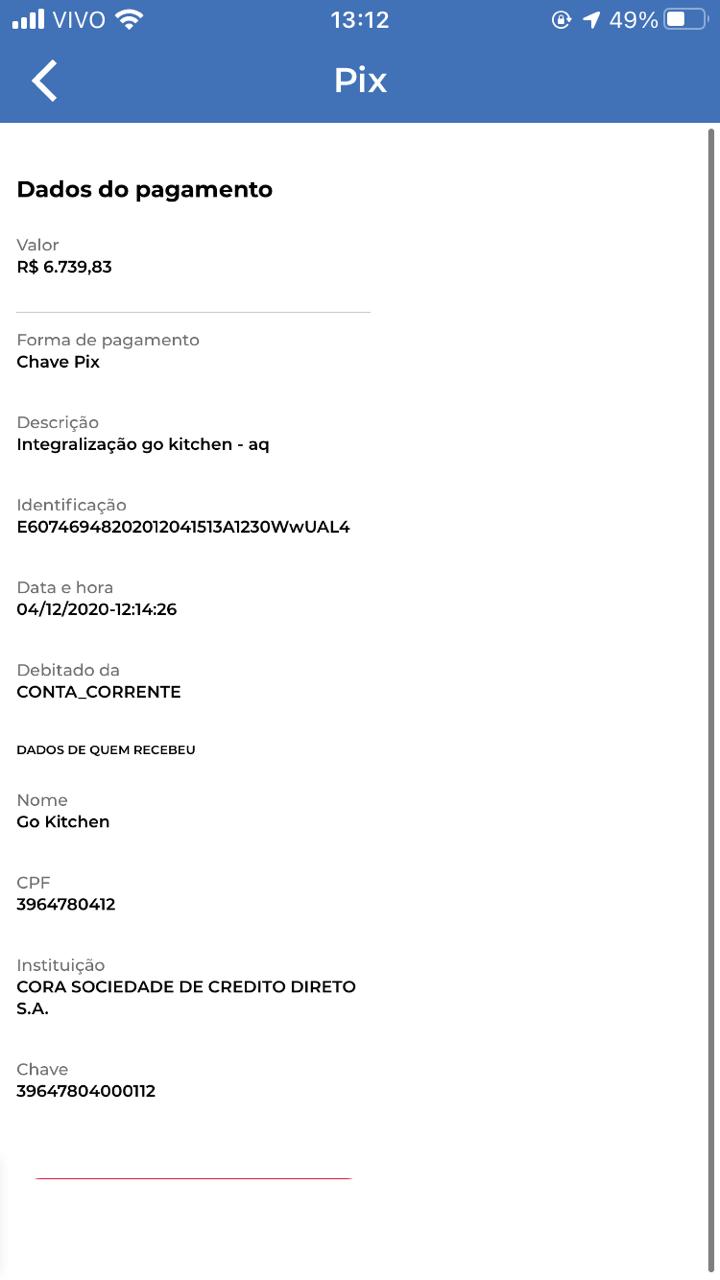 VIVO 13:12 49%
Pix
Dados do pagamento
Valor
R$ 6.739,83
Forma de pagamento
Chave Pix
Descrição
Integralização go kitchen - aq
Identificação
E60746948202012041513A1230WwUAL4
Data e hora
04/12/2020-12:14:26
Debitado da
CONTA_CORRENTE
DADOS DE QUEM RECEBEU
Nome
Go Kitchen
CPF
3964780412
Instituição
CORA SOCIEDADE DE CREDITO DIRETO
S.A.
Chave
39647804000112